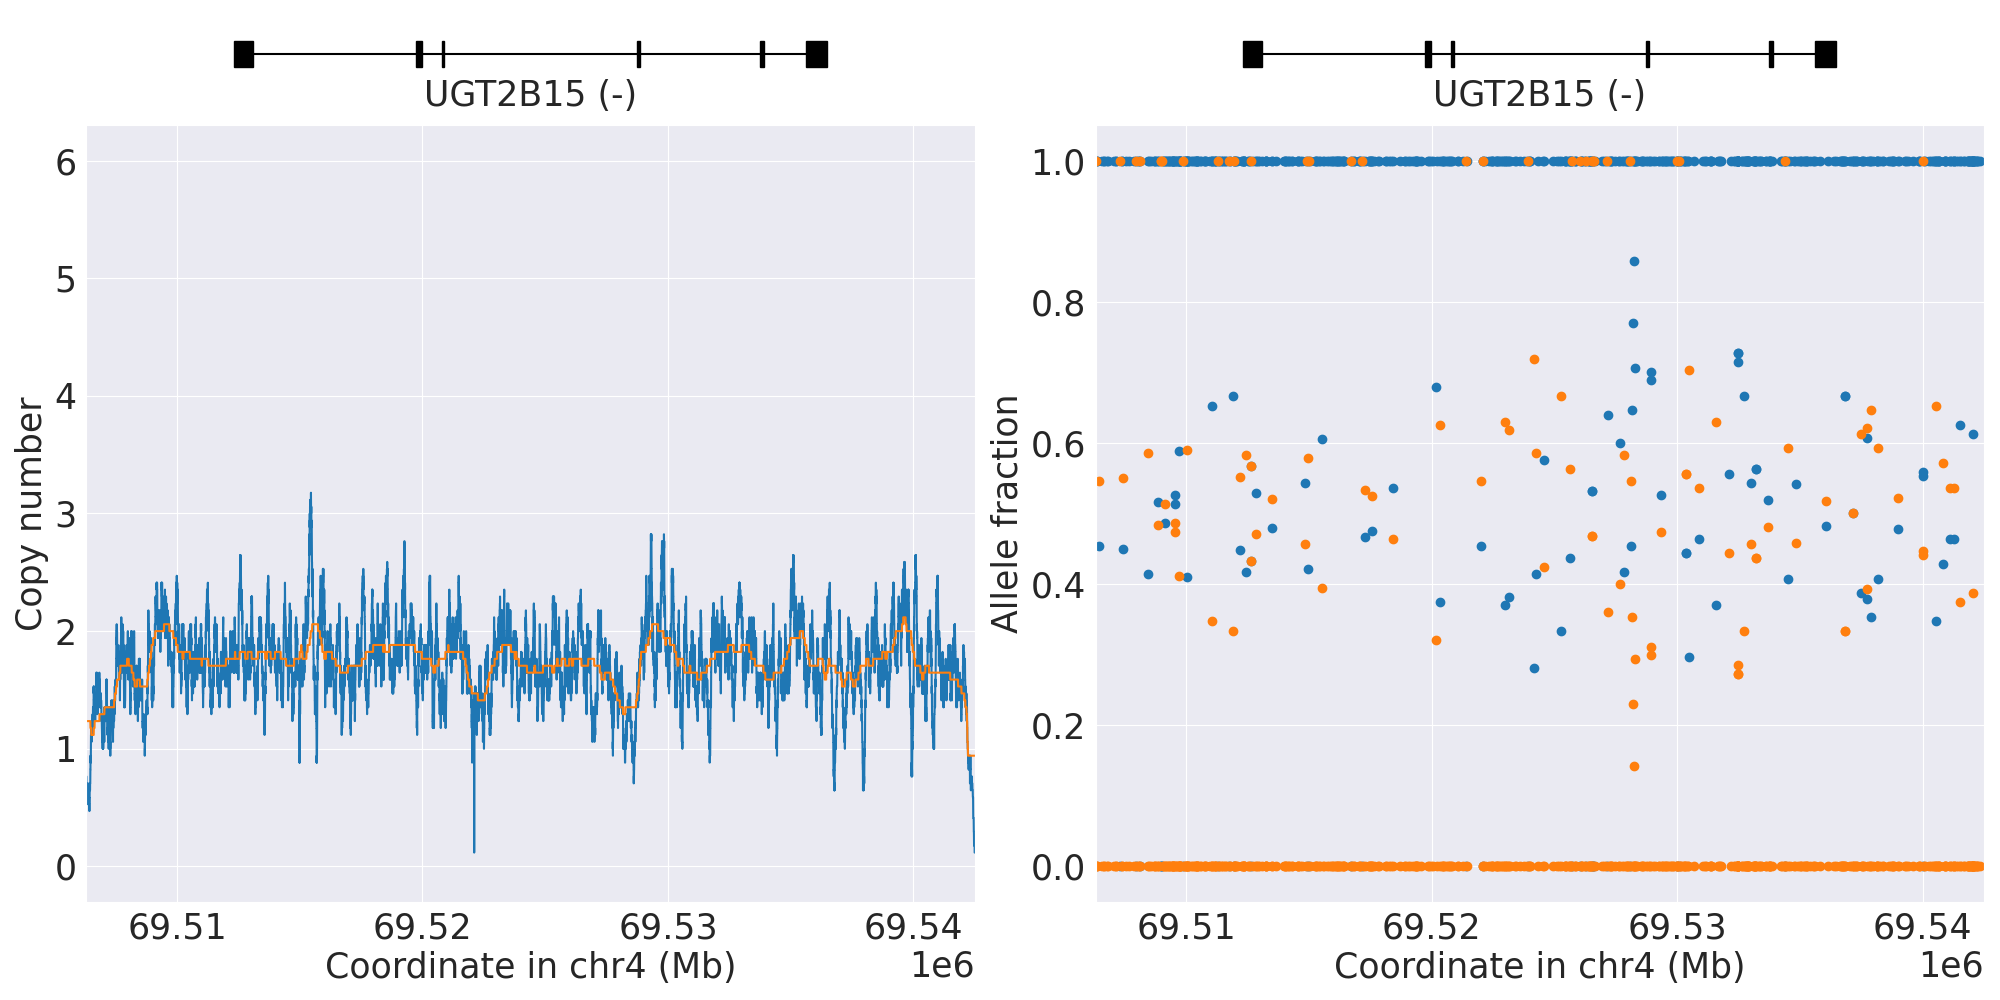 UGT2B15 (-)
6
5
4
3
2
1
0
Copy number
69.51 69.52 69.53 69.54
Coordinate in chr4 (Mb)
1e6
UGT2B15 (-)
1.0
0.8
0.6
0.4
0.2
0.0
Allele fraction
69.51 69.52 69.53 69.54
Coordinate in chr4 (Mb)
1e6